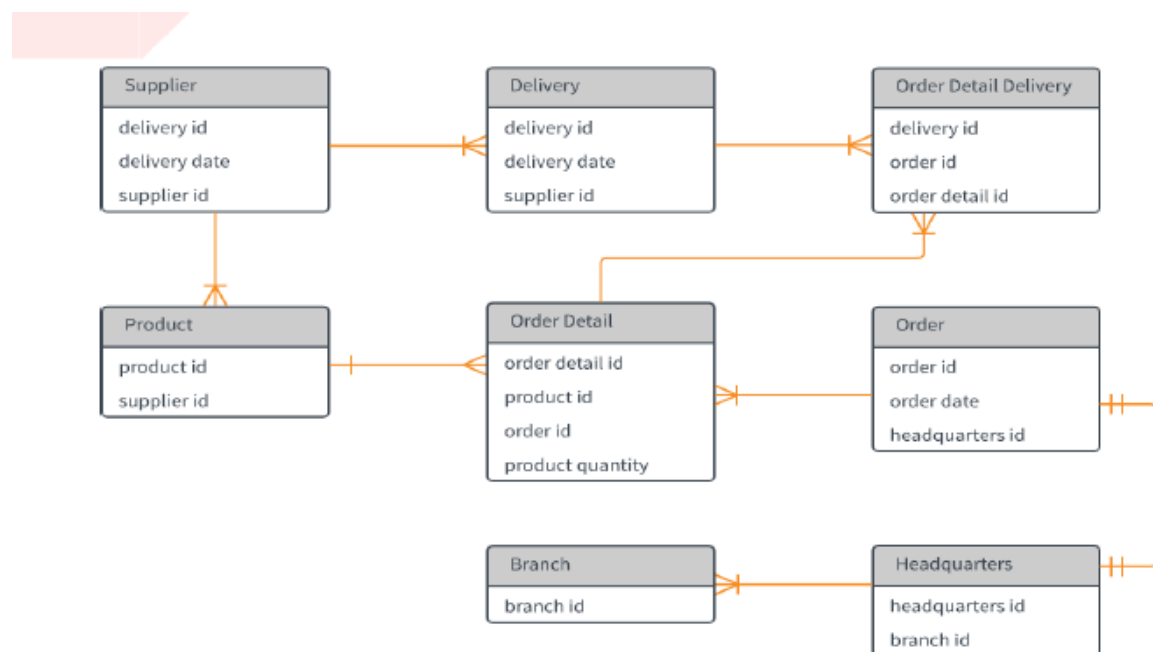 Supplier
delivery id
delivery date
supplier id
Delivery
delivery id
delivery date
supplier id
Order Detail Delivery
delivery id
order id
order detail id
Product
product id
supplier id
Order Detail
order detail id
product id
order id
product quantity
Order
order id
order date
headquarters id
Branch
branch id
Headquarters
headquarters id
branch id